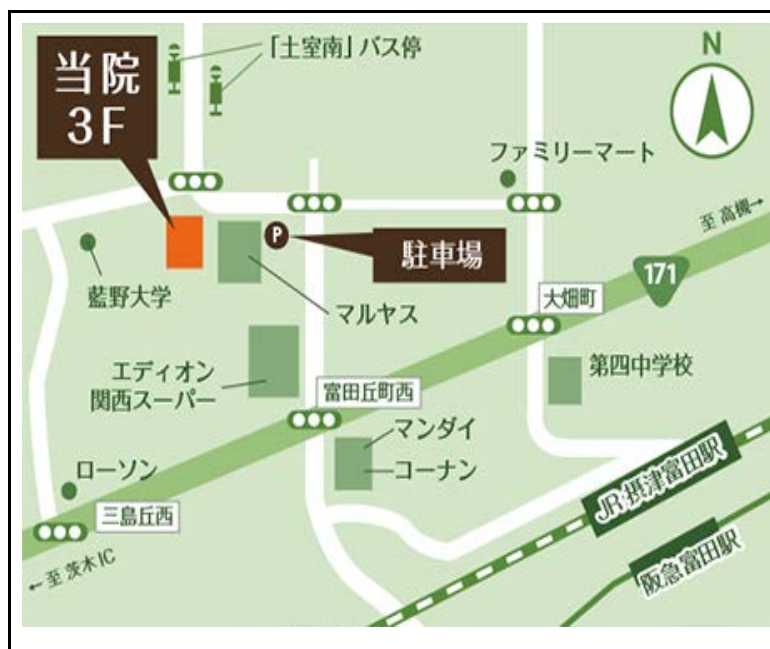 「土室南」バス停
N
当院
3F
ファミリーマート
至 高槻→
P
駐車場
171
藍野大学
マルヤス
大畑町
エディオン
関西スーパー
第四中学校
富田丘町西
マンダイ
コーナン
ローソン
三島丘西
JR 摂津富田駅
阪急富田駅
←至 茨木IC